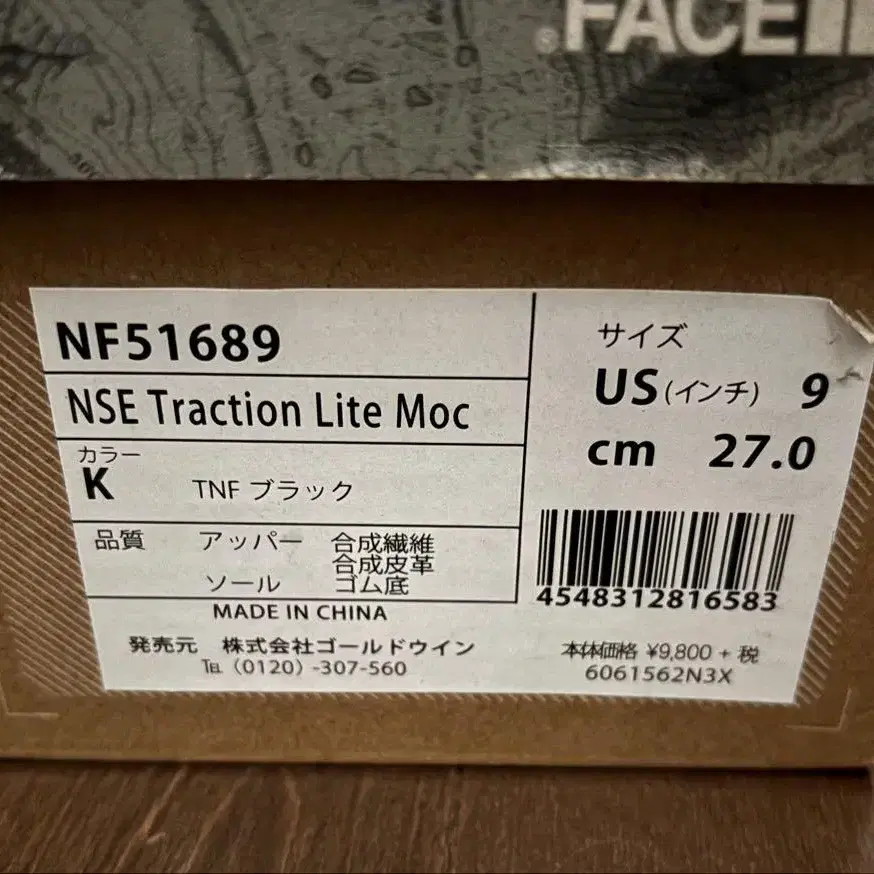 FACE
NF51689
NSE Traction Lite Moc
カラー
K TNF ブラック
品質 アッパー 合成繊維
合成皮革
ソール ゴム底
MADE IN CHINA
発売元 株式会社ゴールドウイン
℡ (0120) -307-560
サイズ
US (インチ) 9
cm 27.0
4548312816583
本体価格 ¥9,800 + 税
6061562N3X